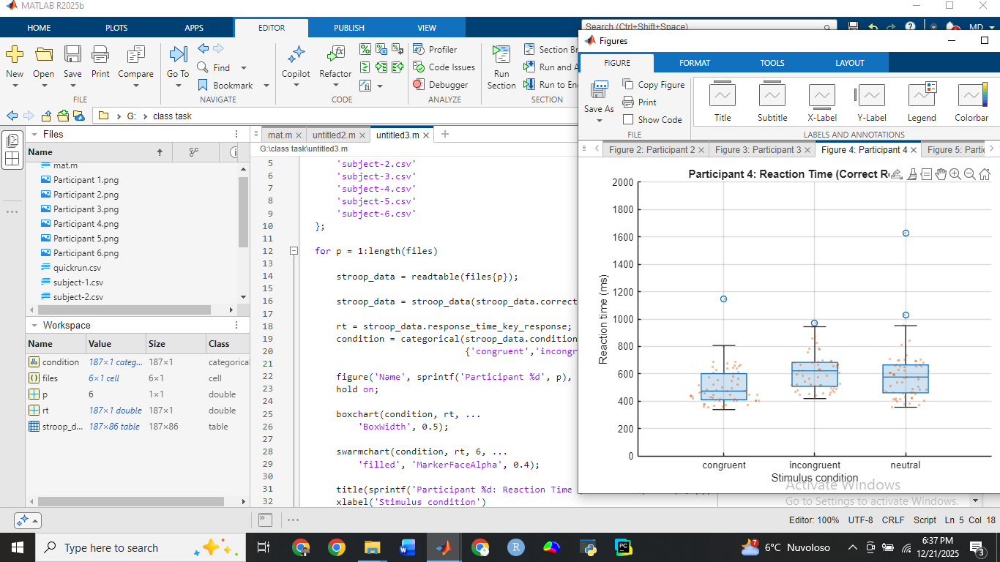 MATLAB R2025b
HOME PLOTS APPS EDITOR PUBLISH VIEW
Search (Ctrl+Shift+Space)
MD
New Open Save Print Compare
FILE
Go To Find Bookmark
NAVIGATE
Copilot Refactor
CODE
Profiler
Code Issues
Debugger
ANALYZE
Run Section
Section Br
Run and A
Run to En
SECTION
G: class task
Files
Name
mat.m
Participant 1.png
Participant 2.png
Participant 3.png
Participant 4.png
Participant 5.png
Participant 6.png
quickrun.csv
subject-1.csv
subject-2.csv
Workspace
Name Value Size Class
condition 187×1 categ... 187×1 categorica
files 6×1 cell 6×1 cell
p 6 1×1 double
rt 187×1 double 187×1 double
stroop_d... 187×86 table 187×86 table
mat.m untitled2.m untitled3.m
G:\class task\untitled3.m
5 'subject-2.csv'
6 'subject-3.csv'
7 'subject-4.csv'
8 'subject-5.csv'
9 'subject-6.csv'
10 };
11
12 for p = 1:length(files)
13
14 stroop_data = readtable(files{p});
15
16 stroop_data = stroop_data(stroop_data.correct
17
18 rt = stroop_data.response_time_key_response;
19 condition = categorical(stroop_data.condition
20 {'congruent','incongr
21
22 figure('Name', sprintf('Participant %d', p),
23 hold on;
24
25 boxchart(condition, rt, ...
26 'BoxWidth', 0.5);
27
28 swarmchart(condition, rt, 6, ...
29 'filled', 'MarkerFaceAlpha', 0.4);
30
31 title(sprintf('Participant %d: Reaction Time
32 xlabel('Stimulus condition')
Figures
FIGURE FORMAT TOOLS LAYOUT
Save As
Copy Figure
Print
Show Code
FILE
Title Subtitle X-Label Y-Label Legend Colorbar
LABELS AND ANNOTATIONS
Figure 2: Participant 2 Figure 3: Participant 3 Figure 4: Participant 4 Figure 5: Partic
Participant 4: Reaction Time (Correct Re
Reaction time (ms)
2000
1800
1600
1400
1200
1000
800
600
400
200
0
congruent incongruent neutral
Stimulus condition
Activate Windows
Go to Settings to activate Windows.
Editor: 100% UTF-8 CRLF Script Ln 5 Col 18
Type here to search
6°C Nuvoloso
6:37 PM
12/21/2025
3